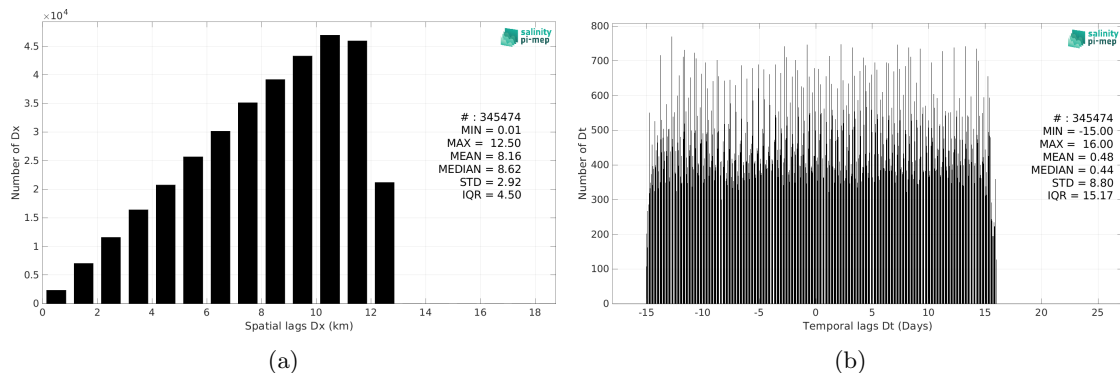 ×10⁴
4.5
4
3.5
3
2.5
2
1.5
1
0.5
0
Number of Dx
salinity
pi-mep
# : 345474
MIN = 0.01
MAX = 12.50
MEAN = 8.16
MEDIAN = 8.62
STD = 2.92
IQR = 4.50
0 2 4 6 8 10 12 14 16 18
Spatial lags Dx (km)
(a)
800
700
600
500
400
300
200
100
0
Number of Dt
salinity
pi-mep
# : 345474
MIN = -15.00
MAX = 16.00
MEAN = 0.48
MEDIAN = 0.44
STD = 8.80
IQR = 15.17
-15 -10 -5 0 5 10 15 20 25
Temporal lags Dt (Days)
(b)